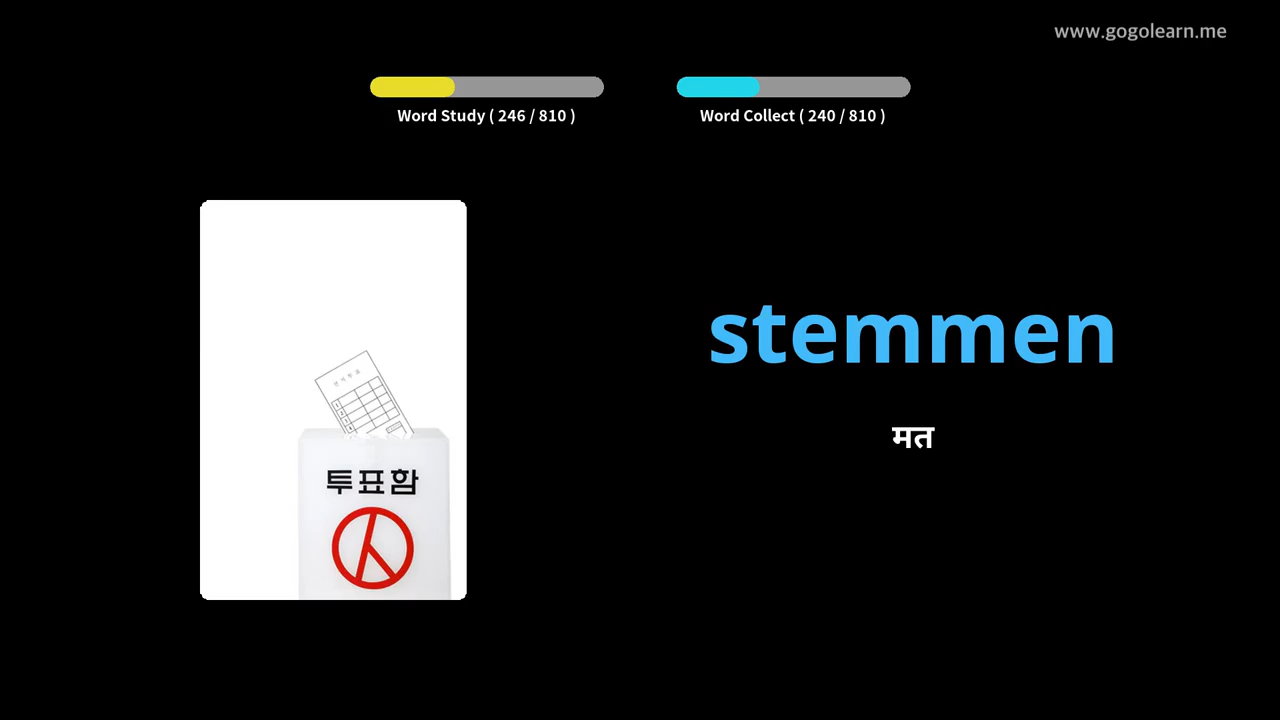 www.gogolearn.me
Word Study ( 246 / 810 )
Word Collect ( 240 / 810 )
stemmen
मत
투표함